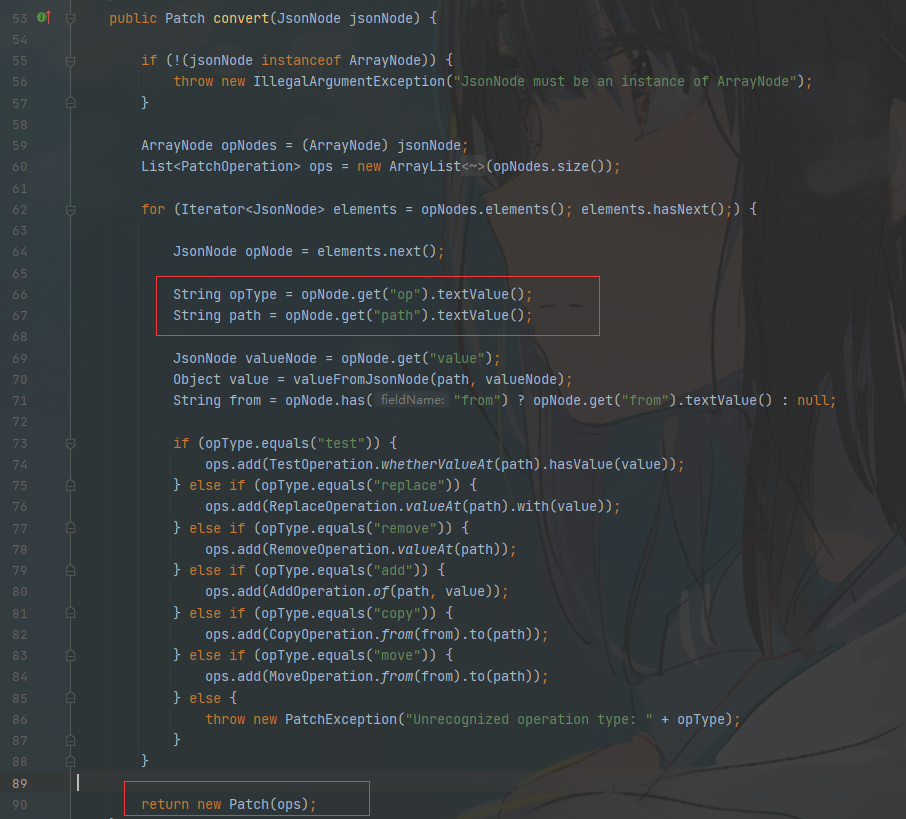 53 public Patch convert(JsonNode jsonNode) {
54
55 if (!(jsonNode instanceof ArrayNode)) {
56 throw new IllegalArgumentException("JsonNode must be an instance of ArrayNode");
57 }
58
59 ArrayNode opNodes = (ArrayNode) jsonNode;
60 List<PatchOperation> ops = new ArrayList<~>(opNodes.size());
61
62 for (Iterator<JsonNode> elements = opNodes.elements(); elements.hasNext();) {
63
64 JsonNode opNode = elements.next();
65
66 String opType = opNode.get("op").textValue();
67 String path = opNode.get("path").textValue();
68
69 JsonNode valueNode = opNode.get("value");
70 Object value = valueFromJsonNode(path, valueNode);
71 String from = opNode.has( fieldName: "from") ? opNode.get("from").textValue() : null;
72
73 if (opType.equals("test")) {
74 ops.add(TestOperation.whetherValueAt(path).hasValue(value));
75 } else if (opType.equals("replace")) {
76 ops.add(ReplaceOperation.valueAt(path).with(value));
77 } else if (opType.equals("remove")) {
78 ops.add(RemoveOperation.valueAt(path));
79 } else if (opType.equals("add")) {
80 ops.add(AddOperation.of(path, value));
81 } else if (opType.equals("copy")) {
82 ops.add(CopyOperation.from(from).to(path));
83 } else if (opType.equals("move")) {
84 ops.add(MoveOperation.from(from).to(path));
85 } else {
86 throw new PatchException("Unrecognized operation type: " + opType);
87 }
88 }
89
90 return new Patch(ops);